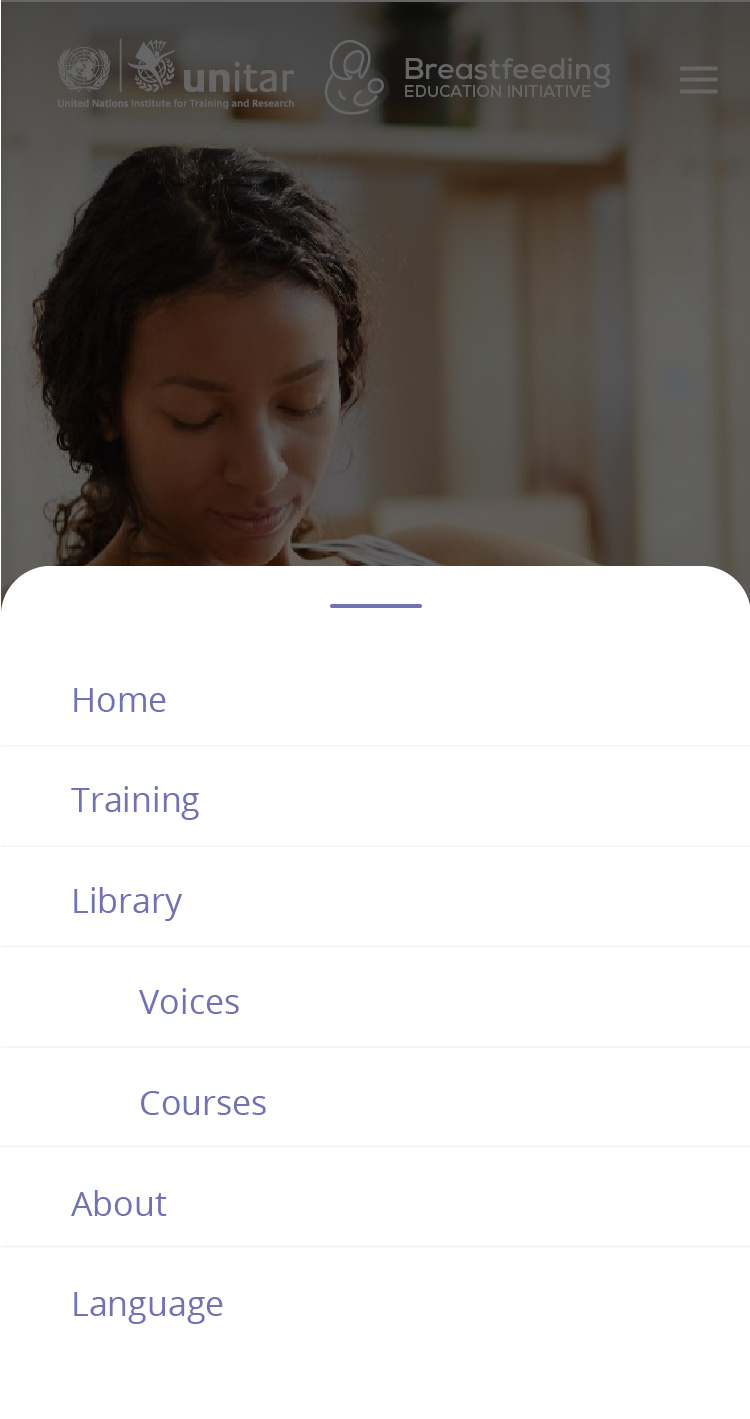 unitar
United Nations Institute for Training and Research
Breastfeeding
EDUCATION INITIATIVE
Home
Training
Library
Voices
Courses
About
Language